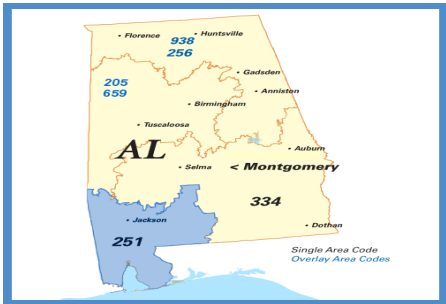 Florence
Huntsville
938
256
Gadsden
205
659
Anniston
Birmingham
Tuscaloosa
AL
Auburn
Selma
< Montgomery
334
Jackson
Dothan
251
Single Area Code
Overlay Area Codes